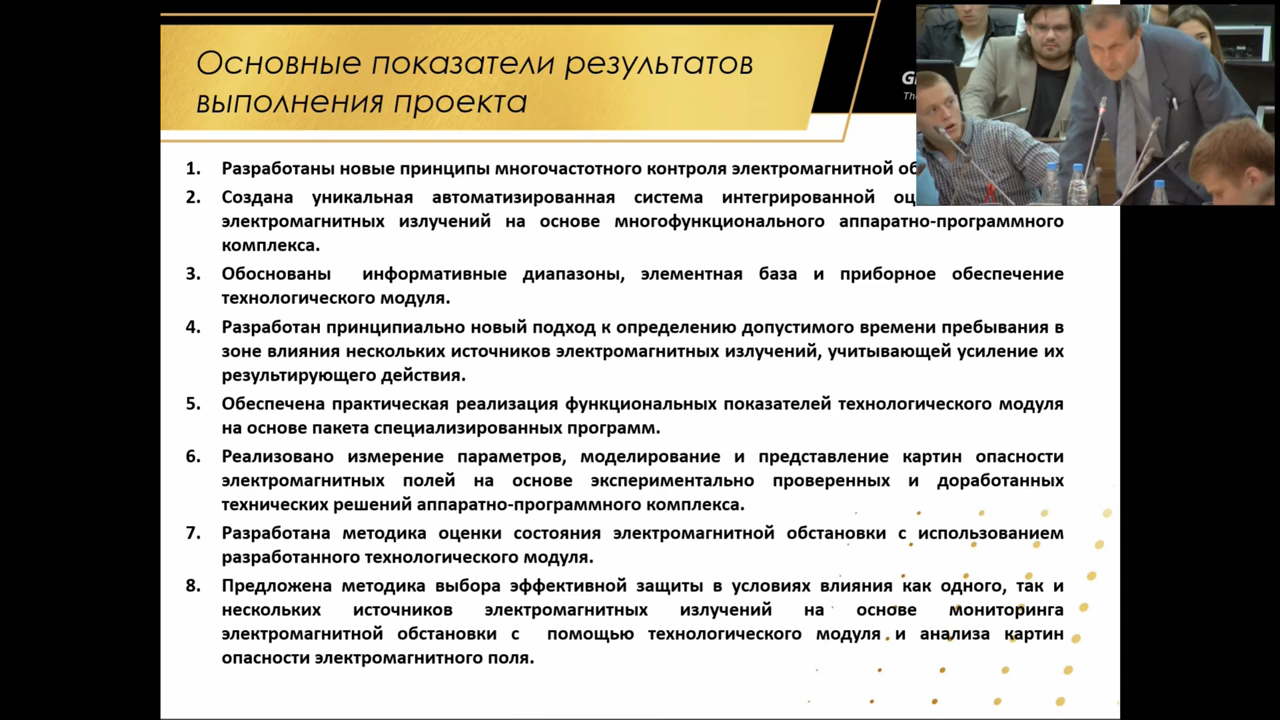 Основные показатели результатов
выполнения проекта
1. Разработаны новые принципы многочастотного контроля электромагнитной
2. Создана уникальная автоматизированная система интегрированной
электромагнитных излучений на основе многофункционального аппаратно-программного
комплекса.
3. Обоснованы информативные диапазоны, элементная база и приборное обеспечение
технологического модуля.
4. Разработан принципиально новый подход к определению допустимого времени пребывания в
зоне влияния нескольких источников электромагнитных излучений, учитывающей усиление их
результирующего действия.
5. Обеспечена практическая реализация функциональных показателей технологического модуля
на основе пакета специализированных программ.
6. Реализовано измерение параметров, моделирование и представление картин опасности
электромагнитных полей на основе экспериментально проверенных и доработанных
технических решений аппаратно-программного комплекса.
7. Разработана методика оценки состояния электромагнитной обстановки с использованием
разработанного технологического модуля.
8. Предложена методика выбора эффективной защиты в условиях влияния как одного, так и
нескольких источников электромагнитных излучений на основе мониторинга
электромагнитной обстановки с помощью технологического модуля и анализа картин
опасности электромагнитного поля.